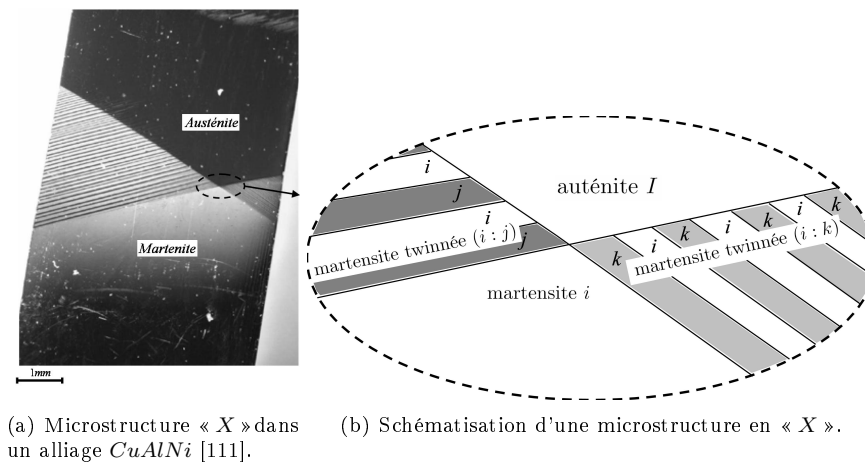 Austénite
Martenite
1mm
i
j
i
j
martensite twinnée (i : j)
martensite i
auténite I
k
i
k
i
k
i
k
martensite twinnée (i : k)
(a) Microstructure « X » dans
un alliage CuAlNi [111].
(b) Schématisation d'une microstructure en « X ».